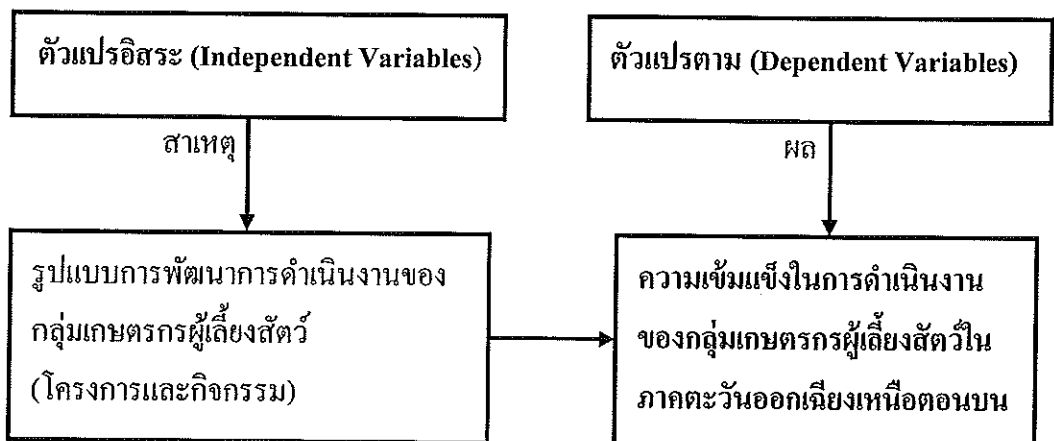 ตัวแปรอิสระ (Independent Variables)
ตัวแปรตาม (Dependent Variables)
สาเหตุ
ผล
รูปแบบการพัฒนาการดำเนินงานของ
กลุ่มเกษตรกรผู้เลี้ยงสัตว์
(โครงการและกิจกรรม)
ความเข้มแข็งในการดำเนินงาน
ของกลุ่มเกษตรกรผู้เลี้ยงสัตว์ใน
ภาคตะวันออกเฉียงเหนือตอนบน